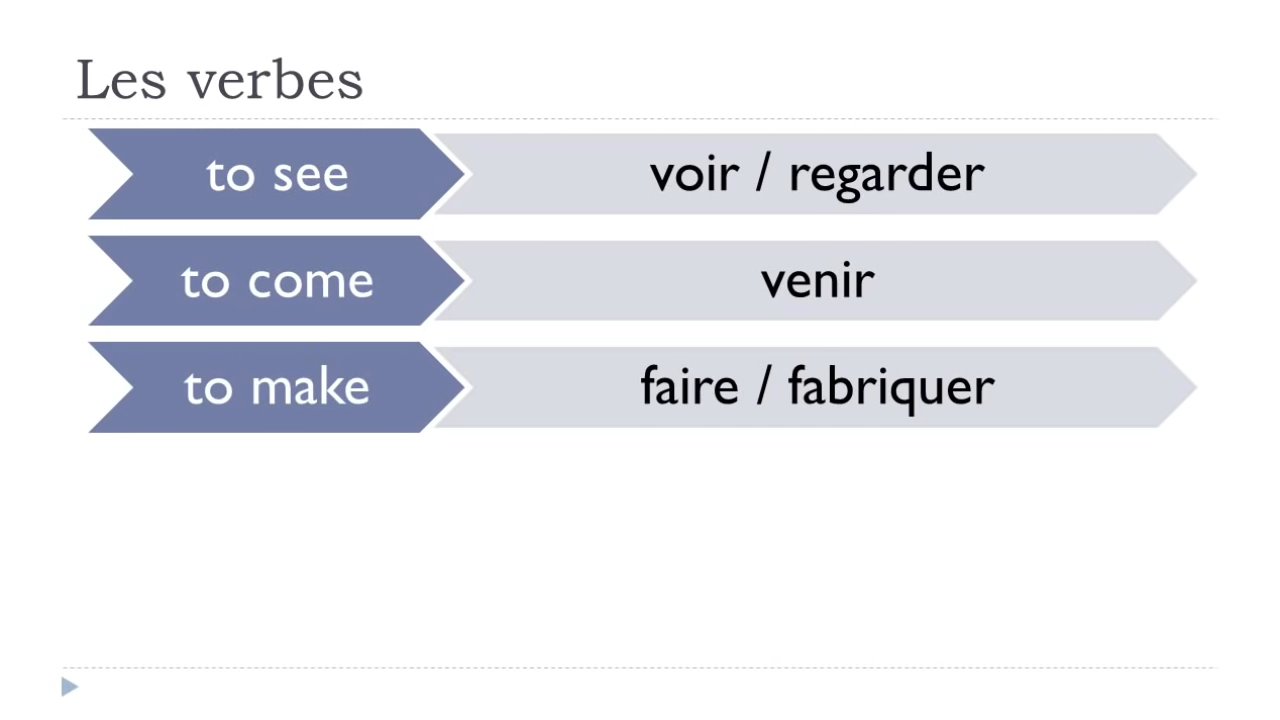 Les verbes
to see
voir / regarder
to come
venir
to make
faire / fabriquer